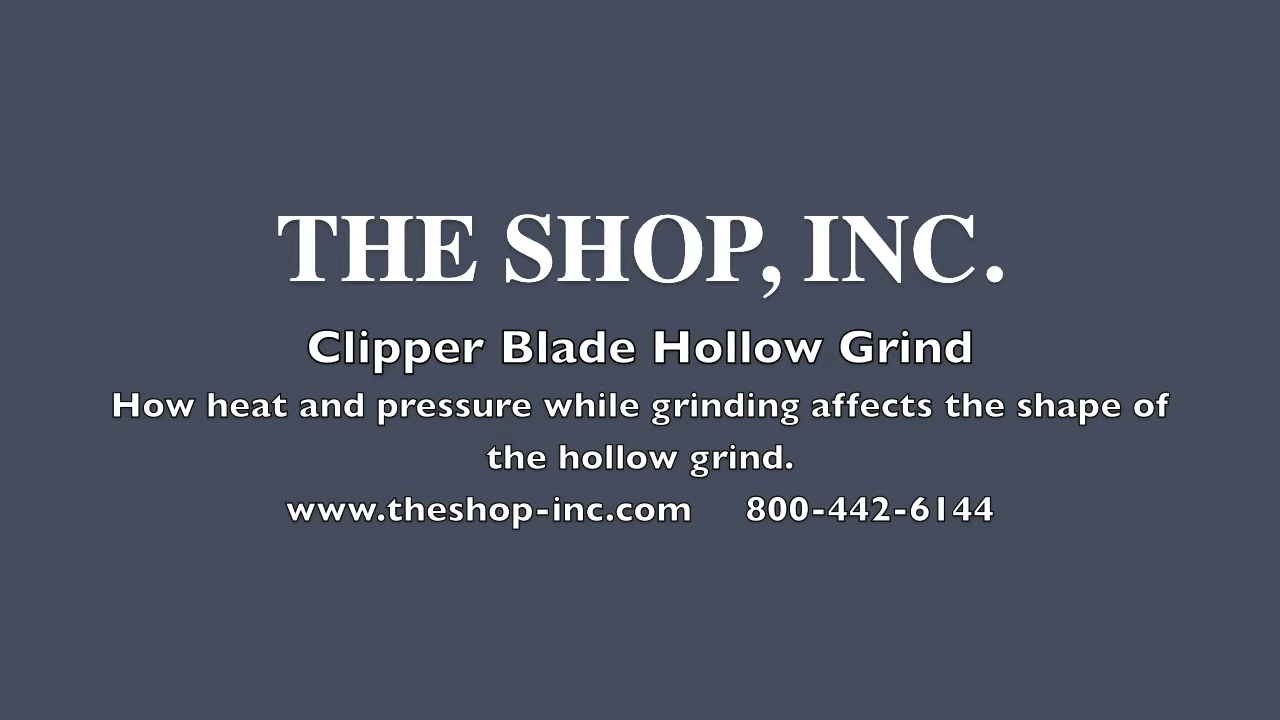 THE SHOP, INC.
Clipper Blade Hollow Grind
How heat and pressure while grinding affects the shape of
the hollow grind.
www.theshop-inc.com 800-442-6144